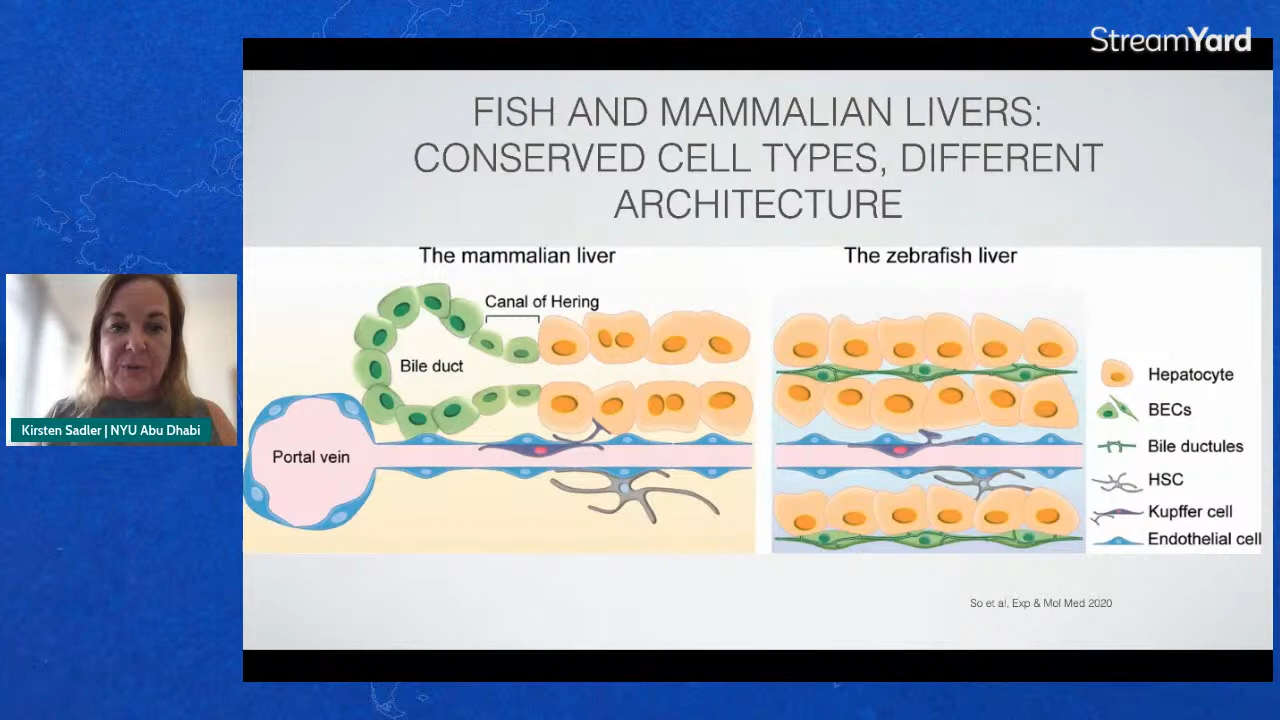 StreamYard
FISH AND MAMMALIAN LIVERS:
CONSERVED CELL TYPES, DIFFERENT
ARCHITECTURE
The mammalian liver
The zebrafish liver
Canal of Hering
Bile duct
Portal vein
Hepatocyte
BECs
Bile ductules
HSC
Kupffer cell
Endothelial cell
So et al, Exp & Mol Med 2020
Kirsten Sadler | NYU Abu Dhabi